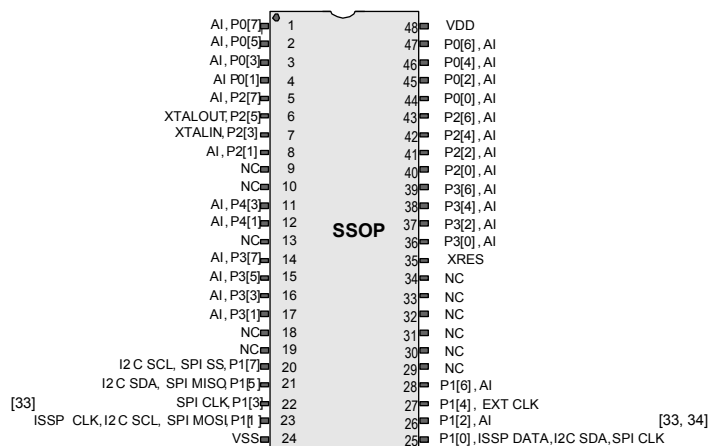 AI, P0[7] 1 48 VDD
AI, P0[5] 2 47 P0[6], AI
AI, P0[3] 3 46 P0[4], AI
AI P0[1] 4 45 P0[2], AI
AI, P2[7] 5 44 P0[0], AI
XTALOUT, P2[5] 6 43 P2[6], AI
XTALIN, P2[3] 7 42 P2[4], AI
AI, P2[1] 8 41 P2[2], AI
NC 9 40 P2[0], AI
NC 10 39 P3[6], AI
AI, P4[3] 11 38 P3[4], AI
AI, P4[1] 12 37 P3[2], AI
NC 13 SSOP 36 P3[0], AI
AI, P3[7] 14 35 XRES
AI, P3[5] 15 34 NC
AI, P3[3] 16 33 NC
AI, P3[1] 17 32 NC
NC 18 31 NC
NC 19 30 NC
I2C SCL, SPI SS, P1[7] 20 29 NC
I2C SDA, SPI MISO, P1[5] 21 28 P1[6], AI
[33] SPI CLK, P1[3] 22 27 P1[4], EXT CLK
ISSP CLK, I2C SCL, SPI MOSI, P1[1] 23 26 P1[2], AI [33, 34]
VSS 24 25 P1[0], ISSP DATA, I2C SDA, SPI CLK